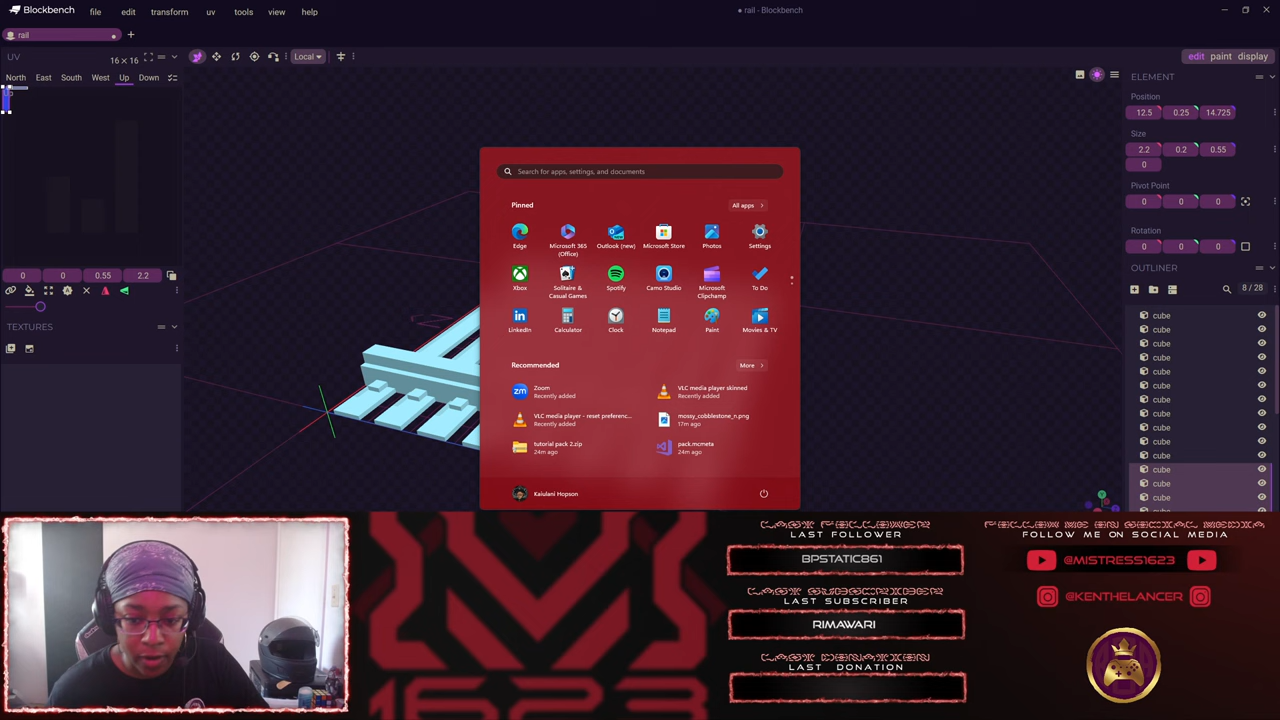 Blockbench
file
edit
transform
uv
tools
view
help
● rail - Blockbench
rail
UV
16 × 16
Local
edit
paint
display
North
East
South
West
Up
Down
0
0
0.55
2.2
TEXTURES
ELEMENT
Position
12.5
0.25
14.725
Size
2.2
0.2
0.55
0
Pivot Point
0
0
0
Rotation
0
0
0
OUTLINER
8 / 28
cube
cube
cube
cube
cube
cube
cube
cube
cube
cube
cube
cube
cube
cube
Search for apps, settings, and documents
Pinned
All apps
Edge
Microsoft 365
(Office)
Outlook (new)
Microsoft Store
Photos
Settings
Xbox
Solitaire &
Casual Games
Spotify
Camo Studio
Microsoft
Clipchamp
To Do
LinkedIn
Calculator
Clock
Notepad
Paint
Movies & TV
Recommended
More
Zoom
Recently added
VLC media player skinned
Recently added
VLC media player - reset preferenc...
Recently added
mossy_cobblestone_n.png
17m ago
tutorial pack 2.zip
24m ago
pack.mcmeta
24m ago
Kaiulani Hopson
1623
LAST FOLLOWER
BPSTATIC861
LAST SUBSCRIBER
RIMAWARI
LAST DONATION
FOLLOW ME ON SOCIAL MEDIA
@MISTRESS1623
@KENTHELANCER